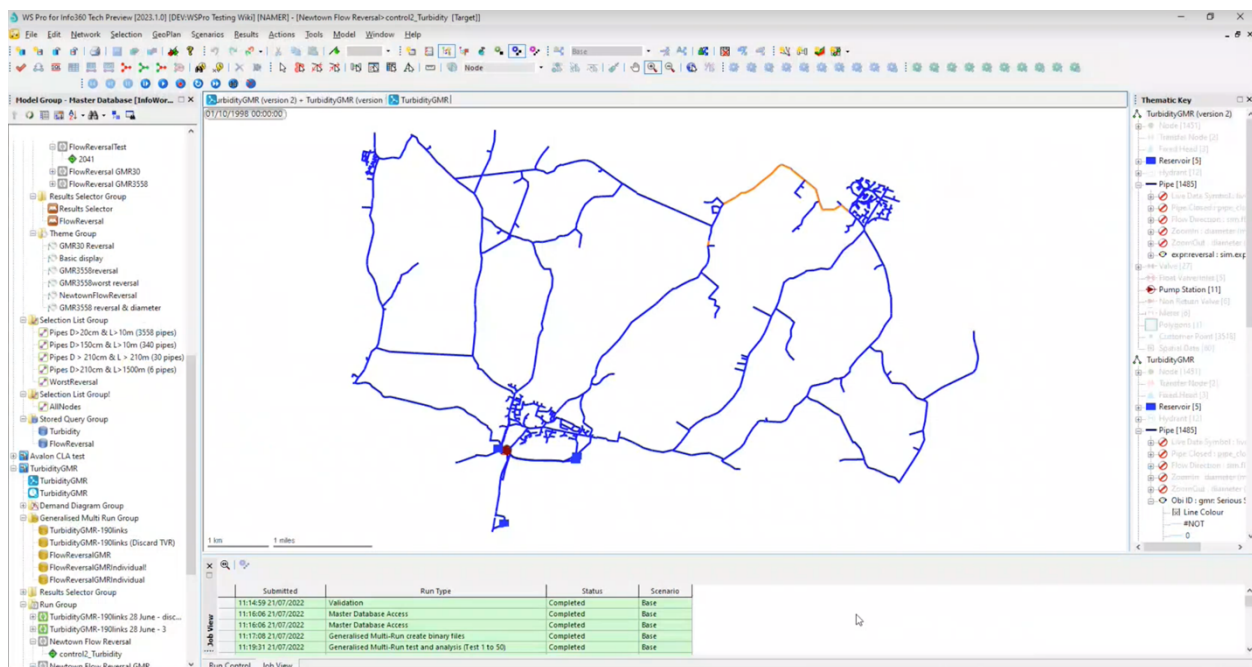 WS Pro for Info360 Tech Preview [2023.1.0] [DEV:WSPro Testing Wiki] [NAMER] - [Newtown Flow Reversal>control2_Turbidity [Target]]
File Edit Network Selection GeoPlan Scenarios Results Actions Tools Model Window Help
Base
Node
Model Group - Master Database [InfoWor...
FlowReversalTest
2041
FlowReversal GMR30
FlowReversal GMR3558
Results Selector Group
Results Selector
FlowReversal
Theme Group
GMR30 Reversal
Basic display
GMR3558reversal
GMR3558worst reversal
NewtownFlowReversal
GMR3558 reversal & diameter
Selection List Group
Pipes D>20cm & L>10m (3558 pipes)
Pipes D>150cm & L>10m (340 pipes)
Pipes D > 210cm & L > 210m (30 pipes)
Pipes D>210cm & L>1500m (6 pipes)
WorstReversal
Selection List Group!
AllNodes
Stored Query Group
Turbidity
FlowReversal
Avalon CLA test
TurbidityGMR
TurbidityGMR
TurbidityGMR
Demand Diagram Group
Generalised Multi Run Group
TurbidityGMR-190links
TurbidityGMR-190links (Discard TVR)
FlowReversalGMR
FlowReversalGMRIndividual!
FlowReversalGMRIndividual
Results Selector Group
Run Group
TurbidityGMR-190links 28 June - disc...
TurbidityGMR-190links 28 June - 3
Newtown Flow Reversal
control2_Turbidity
Newtown Flow Reversal GMR
TurbidityGMR (version 2) + TurbidityGMR (version
TurbidityGMR
01/10/1998 00:00:00
1 km
1 miles
Thematic Key
TurbidityGMR (version 2)
Node [1451]
Transfer Node [2]
Fixed Head [2]
Reservoir [5]
Hydrant [12]
Pipe [1485]
Live Data Symbol : live
Pipe Closed : pipe_clo
Flow Direction : sim.fl
ZoomIn : diameter (n
ZoomOut : diameter (
expr:reversal : sim.exp
Valve [27]
Float Valve/Inlet [3]
Pump Station [11]
Non Return Valve [1]
Meter [6]
Polygons [1]
Customer Point [3518]
Spatial Data [80]
TurbidityGMR
Node [1451]
Transfer Node [2]
Fixed Head [2]
Reservoir [5]
Hydrant [12]
Pipe [1485]
Live Data Symbol : live
Pipe Closed : pipe_clo
Flow Direction : sim.fl
ZoomIn : diameter (n
ZoomOut : diameter (
Obj ID : gmr: Serious S
Line Colour
#NOT
0
Job View
Submitted Run Type Status Scenario
11:14:59 21/07/2022 Validation Completed Base
11:16:06 21/07/2022 Master Database Access Completed Base
11:16:06 21/07/2022 Master Database Access Completed Base
11:17:08 21/07/2022 Generalised Multi-Run create binary files Completed Base
11:19:31 21/07/2022 Generalised Multi-Run test and analysis (Test 1 to 50) Completed Base
Run Control Job View